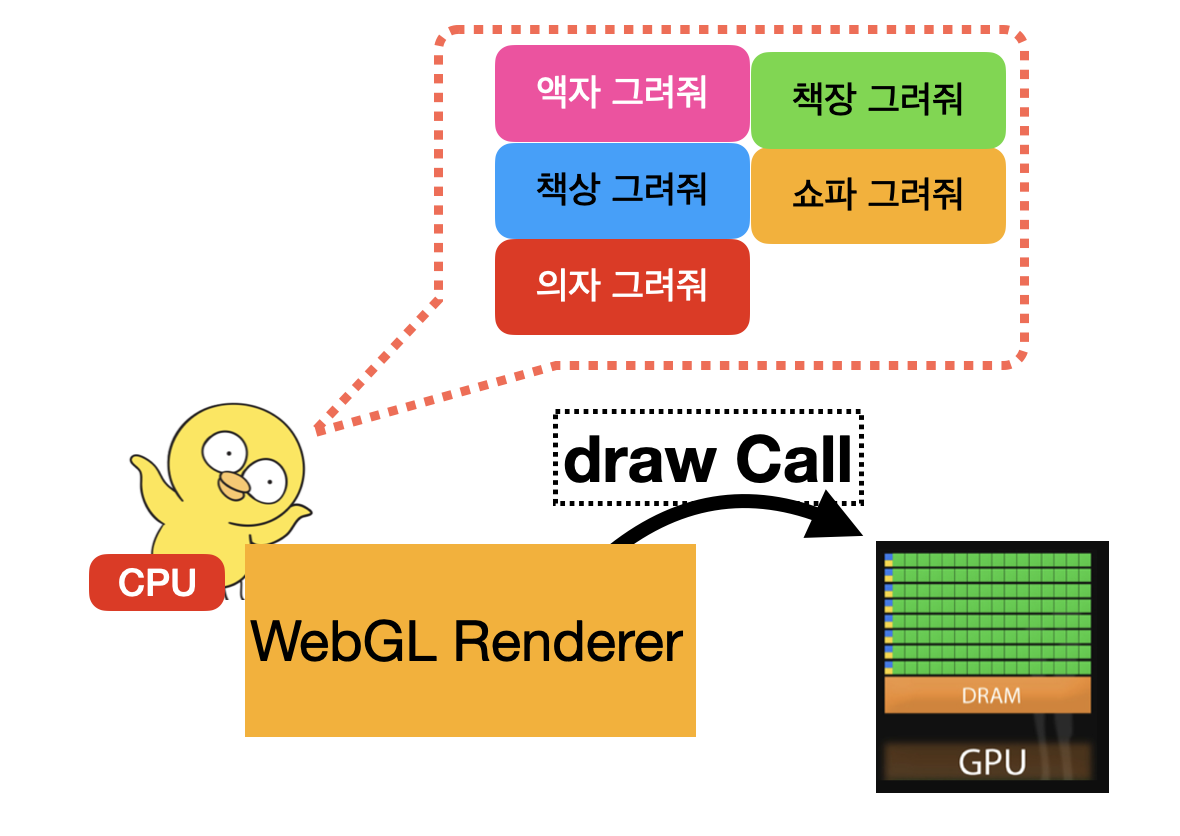 액자 그려줘
책장 그려줘
책상 그려줘
쇼파 그려줘
의자 그려줘
draw Call
CPU
WebGL Renderer
DRAM
GPU